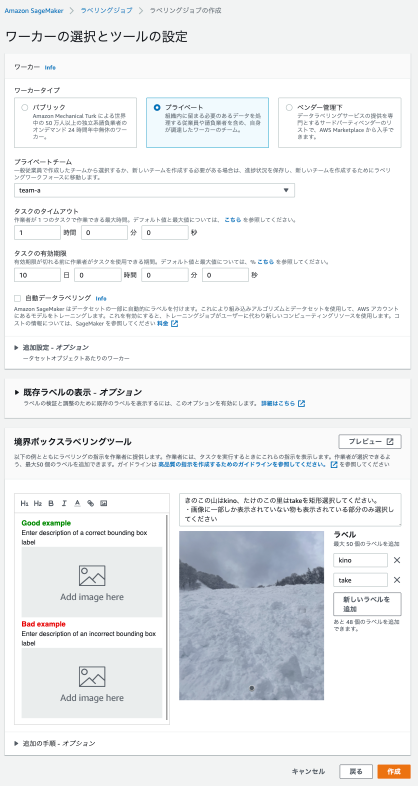 Amazon SageMaker > ラベリングジョブ > ラベリングジョブの作成
ワーカーの選択とツールの設定
ワーカー Info
ワーカータイプ
パブリック
Amazon Mechanical Turk による世界中の 50 万人以上の独立系請負業者のオンデマンド 24 時間年中無休のワーカー。
プライベート
組織内に留まる必要のあるデータを処理する従業員や請負業者を含め、自身が調達したワーカーのチーム。
ベンダー管理下
データラベリングサービスの提供を専門とするサードパーティベンダーのリストで、AWS Marketplace から入手できます。
プライベートチーム
一般従業員で作成したチームから選択するか、新しいチームを作成する必要がある場合は、進捗状況を保存し、新しいチームを作成するためにラベリングワークフォースに移動します。
team-a
タスクのタイムアウト
作業者が 1 つのタスクで作業できる最大時間。デフォルト値と最大値については、 こちら を参照してください。
1 時間 0 分 0 秒
タスクの有効期限
有効期限が切れる前に作業者がタスクを使用できる期間。デフォルト値と最大値については、% こちら を参照してください。
10 日 0 時間 0 分 0 秒
自動データラベリング Info
Amazon SageMaker はデータセットの一部に自動的にラベルを付けます。これにより組み込みアルゴリズムとデータセットを使用して、AWS アカウントにあるモデルをトレーニングします。これを有効にすると、トレーニングジョブがユーザーに代わり新しいコンピューティングリソースを使用します。コストの情報については、SageMaker を参照してください 料金
追加設定 - オプション
ータセットオブジェクトあたりのワーカー
既存ラベルの表示 - オプション
ラベルの検証と調整のために既存のラベルを表示するには、このオプションを有効にします。 詳細はこちら
境界ボックスラベリングツール
プレビュー
以下の例とともにラベリングの指示を作業者に提供します。作業者には、タスクを実行するときにこれらの指示を表示します。作業者が選択できるよう、最大50 個のラベルを追加できます。ガイドラインは 高品質の指示を作成するためのガイドラインを参照してください。 を参照してください
H1 H2 B I A
Good example
Enter description of a correct bounding box label
Add image here
Bad example
Enter description of an incorrect bounding box label
Add image here
きのこの山はkino、たけのこの里はtakeを矩形選択してください。
・画像に一部しか表示されていない物も表示されている部分のみ選択してください
ラベル
最大 50 個のラベルを追加
kino
take
新しいラベルを追加
あと 48 個のラベルを追加できます。
追加の手順 - オプション
キャンセル 戻る 作成